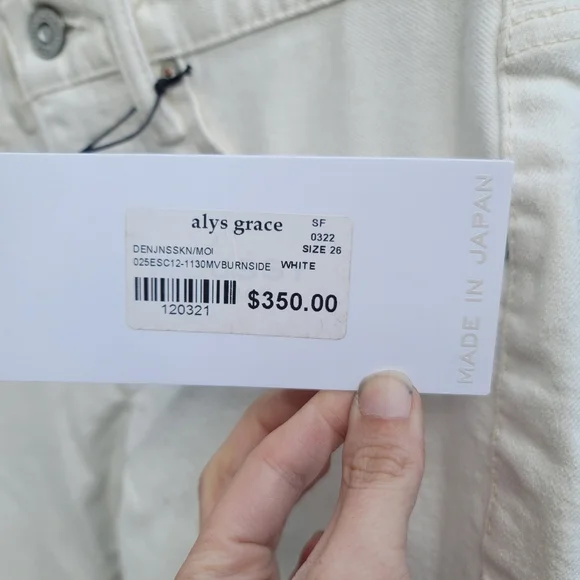 alys grace
SF
0322
DENJNSSKN/MOI
SIZE 26
025ESC12-1130MVBURNSIDE WHITE
$350.00
120321
MADE IN JAPAN